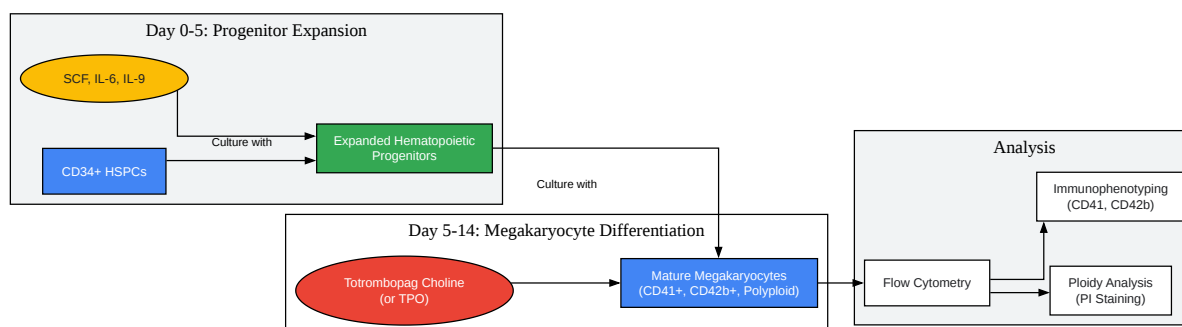 Day 0-5: Progenitor Expansion
SCF, IL-6, IL-9
Culture with
CD34+ HSPCs
Expanded Hematopoietic
Progenitors
Culture with
Day 5-14: Megakaryocyte Differentiation
Totrombopag Choline
(or TPO)
Mature Megakaryocytes
(CD41+, CD42b+, Polyploid)
Analysis
Flow Cytometry
Immunophenotyping
(CD41, CD42b)
Ploidy Analysis
(PI Staining)